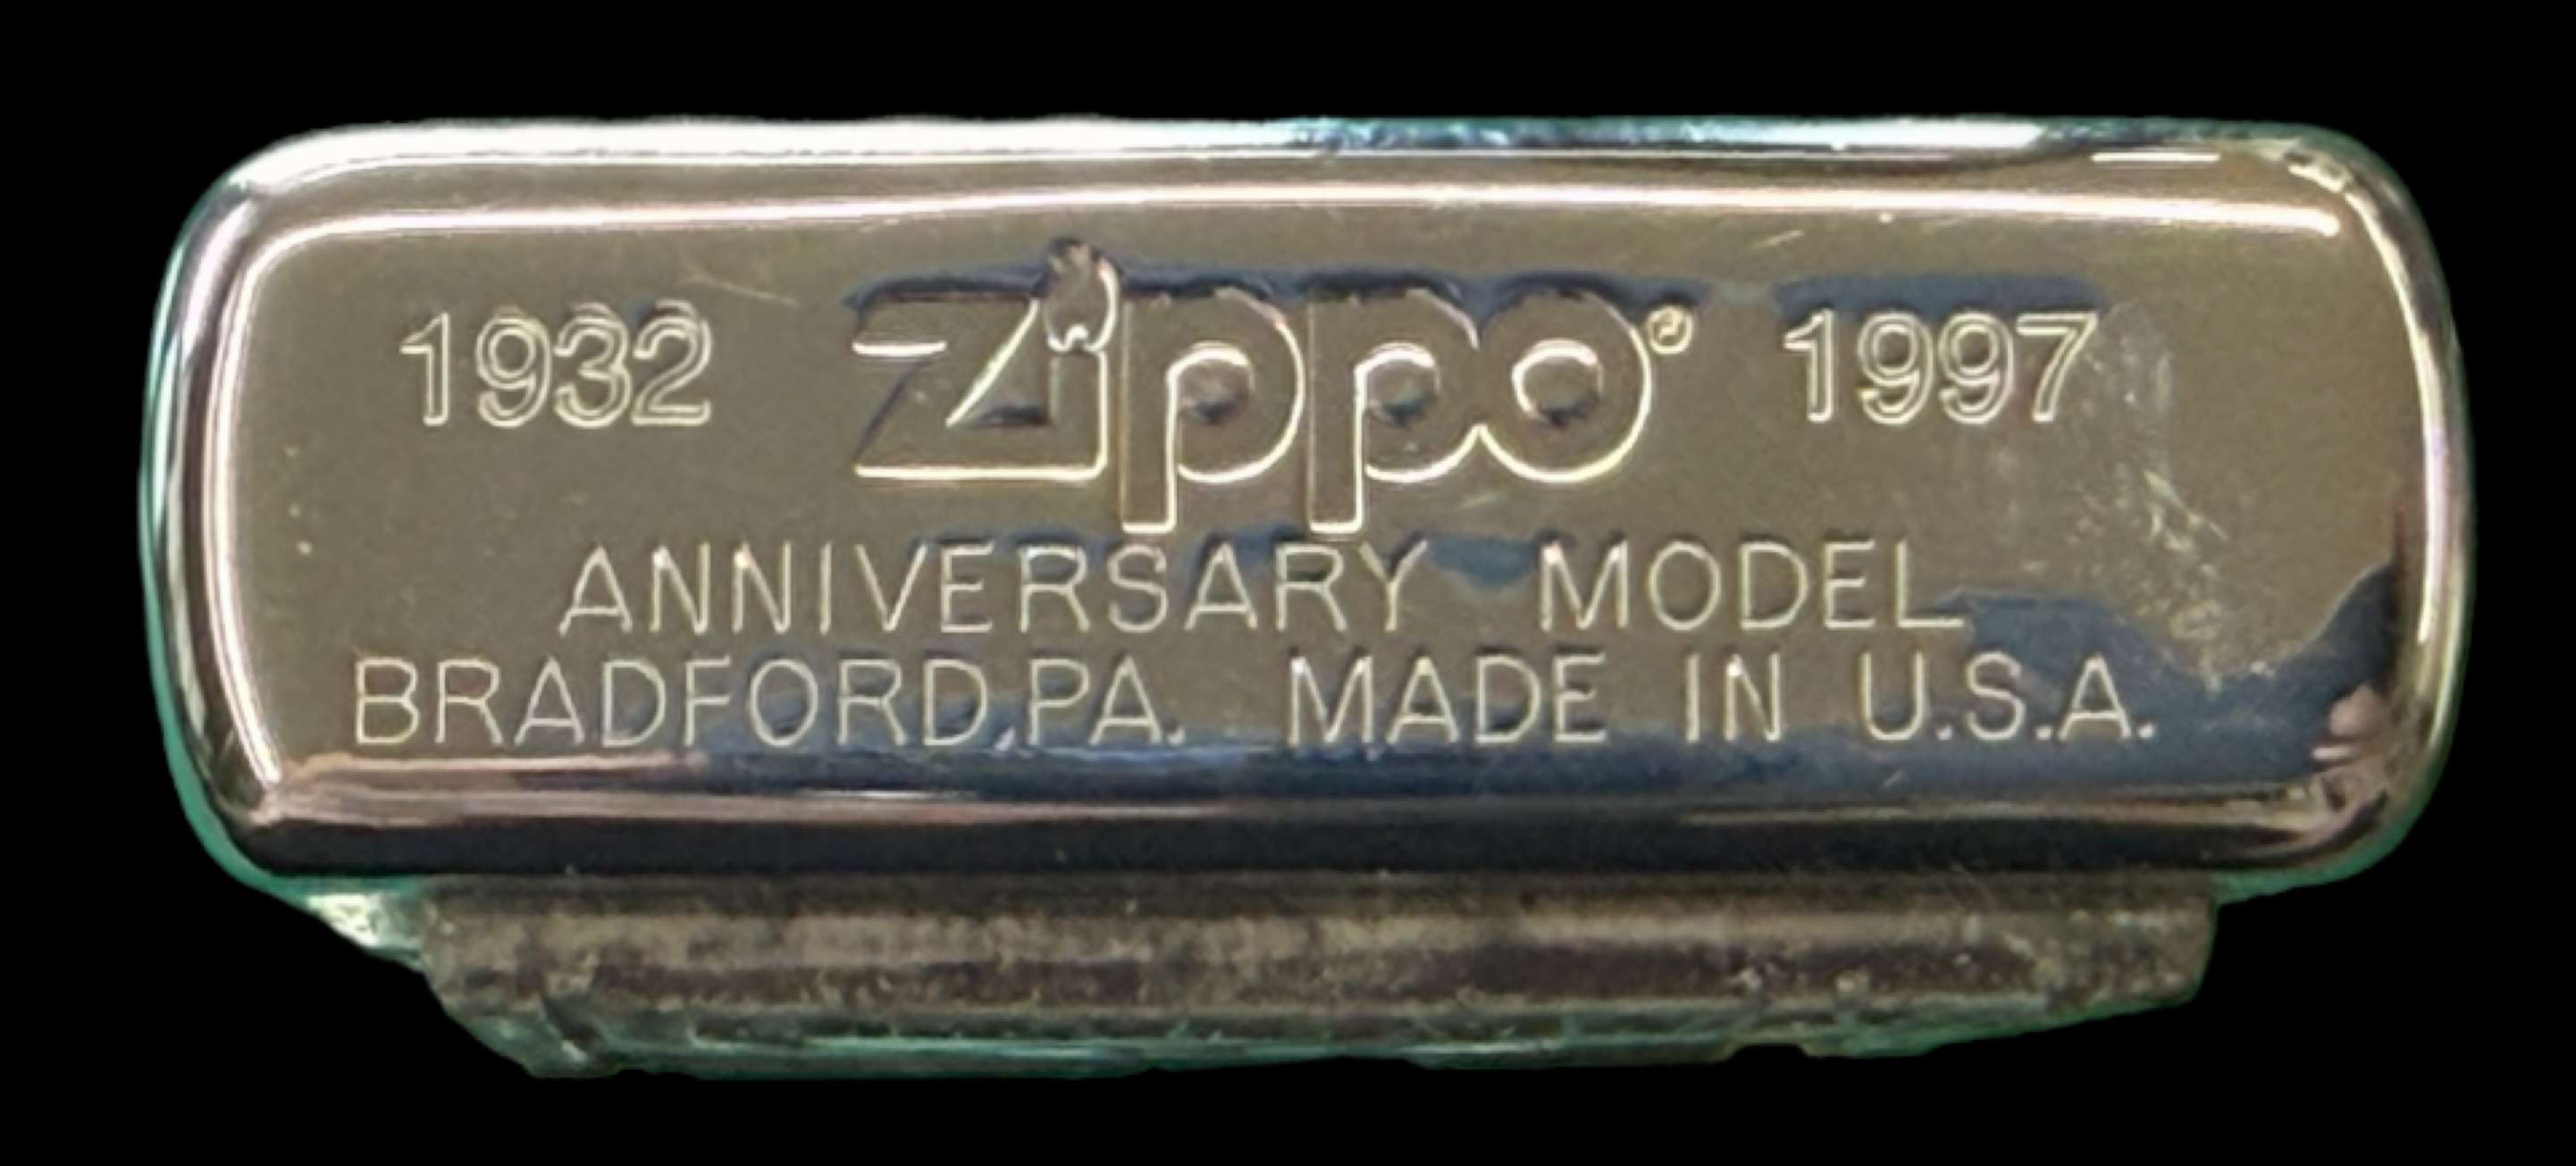 1932 Zippo® 1997
ANNIVERSARY MODEL
BRADFORD,PA. MADE IN U.S.A.